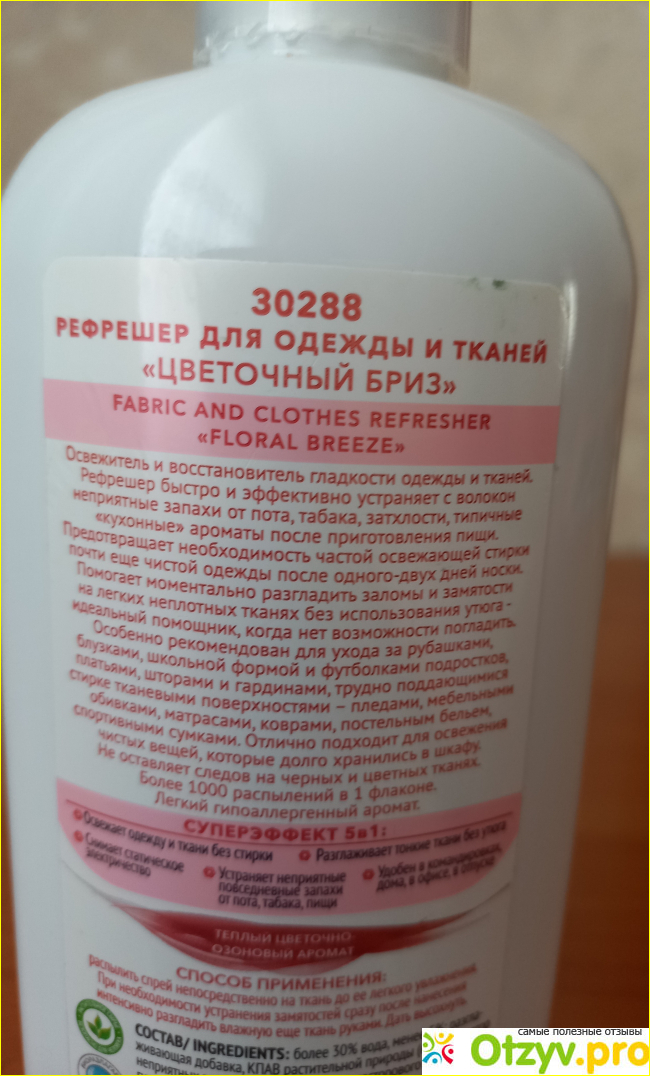 30288
РЕФРЕШЕР ДЛЯ ОДЕЖДЫ И ТКАНЕЙ
«ЦВЕТОЧНЫЙ БРИЗ»
FABRIC AND CLOTHES REFRESHER
«FLORAL BREEZE»
Освежитель и восстановитель гладкости одежды и тканей.
Рефрешер быстро и эффективно устраняет с волокон
неприятные запахи от пота, табака, затхлости, типичные
«кухонные» ароматы после приготовления пищи.
Предотвращает необходимость частой освежающей стирки
почти еще чистой одежды после одного-двух дней носки.
Помогает моментально разгладить заломы и замятости
на легких неплотных тканях без использования утюга -
идеальный помощник, когда нет возможности погладить.
Особенно рекомендован для ухода за рубашками,
блузками, школьной формой и футболками подростков,
платьями, шторами и гардинами, трудно поддающимися
стирке тканевыми поверхностями – пледами, мебельными
обивками, матрасами, коврами, постельным бельем,
спортивными сумками. Отлично подходит для освежения
чистых вещей, которые долго хранились в шкафу.
Не оставляет следов на черных и цветных тканях.
Более 1000 распылений в 1 флаконе.
Легкий гипоаллергенный аромат.
СУПЕРЭФФЕКТ 5в1:
Освежает одежду и ткани без стирки
Разглаживает тонкие ткани без утюга
Снимает статическое
электричество
Устраняет неприятные
повседневные запахи
от пота, табака, пищи
Удобен в командировках,
дома, в офисе, в отпуске
ТЕПЛЫЙ ЦВЕТОЧНО-
ОЗОНОВЫЙ АРОМАТ
СПОСОБ ПРИМЕНЕНИЯ:
распылить спрей непосредственно на ткань до ее легкого увлажнения.
При необходимости устранения замятостей сразу после нанесения
интенсивно разгладить влажную еще ткань руками. Дать высохнуть.
СОСТАВ/ INGREDIENTS: более 30% вода, менее
живающая добавка, КПАВ растительной природы
неприятных
самые полезные отзывы
Otzyv.pro